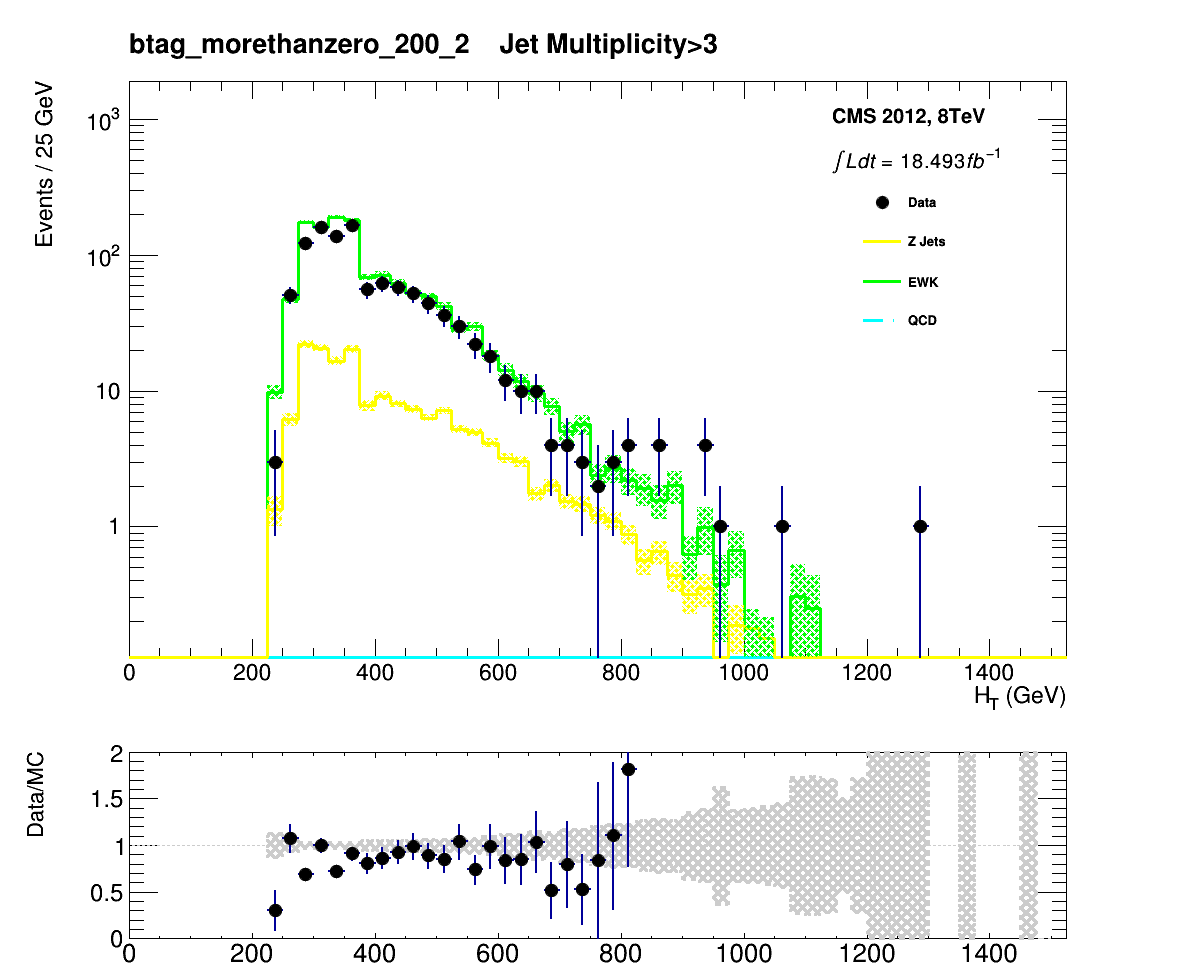 btag_morethanzero_200_2 Jet Multiplicity>3
Events / 25 GeV
10³
10²
10
1
CMS 2012, 8TeV
∫Ldt = 18.493fb⁻¹
Data
Z Jets
EWK
QCD
0 200 400 600 800 1000 1200 1400
H_T (GeV)
Data/MC
2
1.5
1
0.5
0
0 200 400 600 800 1000 1200 1400